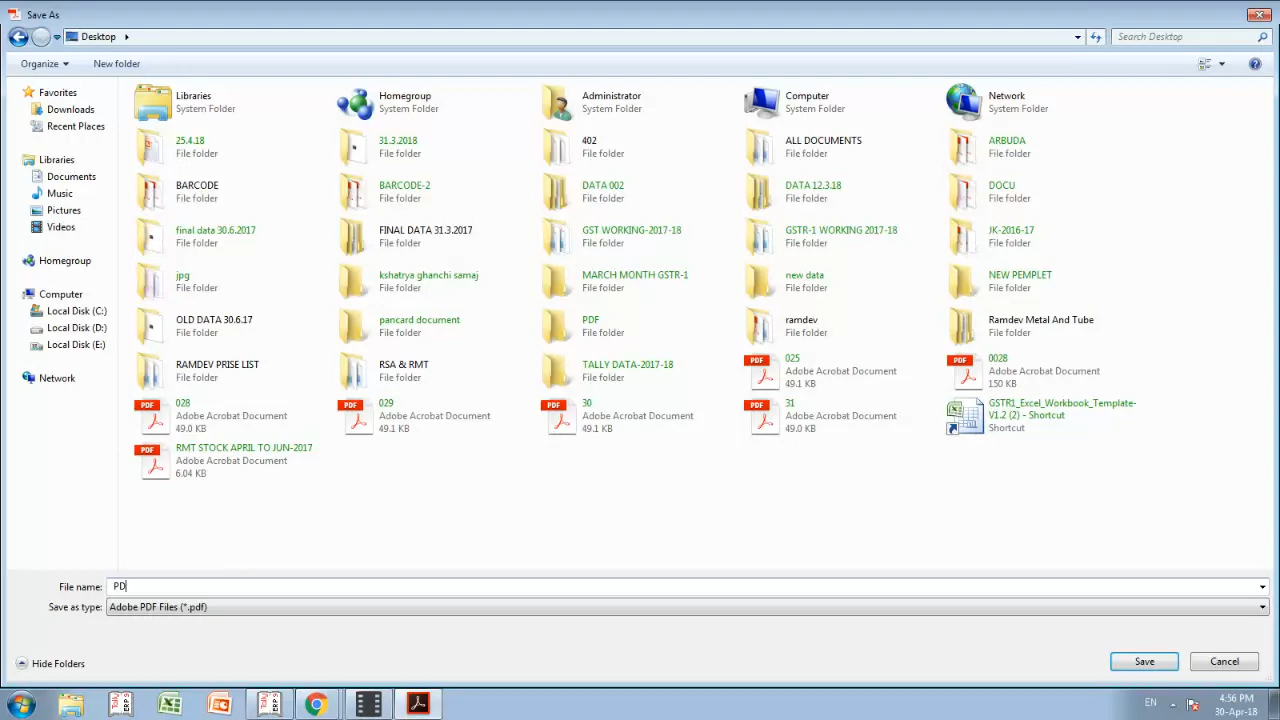 Save As
Desktop
Search Desktop
Organize
New folder
Favorites
Downloads
Recent Places
Libraries
Documents
Music
Pictures
Videos
Homegroup
Computer
Local Disk (C:)
Local Disk (D:)
Local Disk (E:)
Network
Libraries
System Folder
Homegroup
System Folder
Administrator
System Folder
Computer
System Folder
Network
System Folder
25.4.18
File folder
31.3.2018
File folder
402
File folder
ALL DOCUMENTS
File folder
ARBUDA
File folder
BARCODE
File folder
BARCODE-2
File folder
DATA 002
File folder
DATA 12.3.18
File folder
DOCU
File folder
final data 30.6.2017
File folder
FINAL DATA 31.3.2017
File folder
GST WORKING-2017-18
File folder
GSTR-1 WORKING 2017-18
File folder
JK-2016-17
File folder
jpg
File folder
kshatrya ghanchi samaj
File folder
MARCH MONTH GSTR-1
File folder
new data
File folder
NEW PEMPLET
File folder
OLD DATA 30.6.17
File folder
pancard document
File folder
PDF
File folder
ramdev
File folder
Ramdev Metal And Tube
File folder
RAMDEV PRISE LIST
File folder
RSA & RMT
File folder
TALLY DATA-2017-18
File folder
PDF
025
Adobe Acrobat Document
49.1 KB
PDF
0028
Adobe Acrobat Document
150 KB
PDF
028
Adobe Acrobat Document
49.0 KB
PDF
029
Adobe Acrobat Document
49.1 KB
PDF
30
Adobe Acrobat Document
49.1 KB
PDF
31
Adobe Acrobat Document
49.0 KB
GSTR1_Excel_Workbook_Template-
V1.2 (2) - Shortcut
Shortcut
PDF
RMT STOCK APRIL TO JUN-2017
Adobe Acrobat Document
6.04 KB
File name: PD
Save as type: Adobe PDF Files (*.pdf)
Hide Folders
Save
Cancel
EN
4:56 PM
30-Apr-18